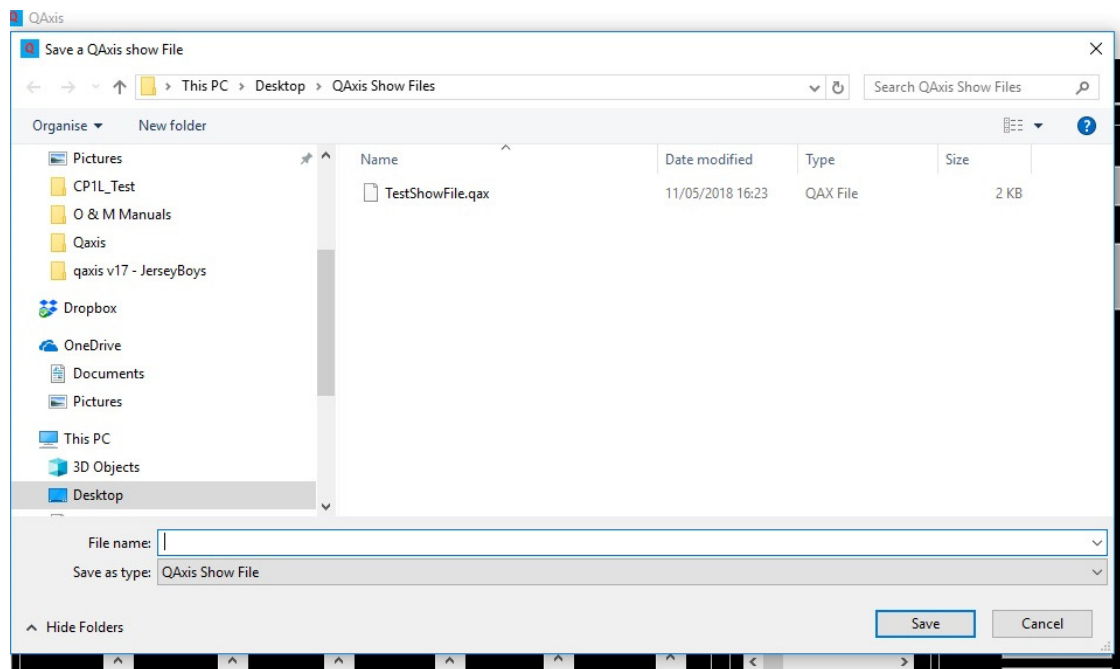 QAxis
Save a QAxis show File
This PC > Desktop > QAxis Show Files
Search QAxis Show Files
Organise New folder
Name Date modified Type Size
TestShowFile.qax 11/05/2018 16:23 QAX File 2 KB
Pictures
CP1L_Test
O & M Manuals
Qaxis
qaxis v17 - JerseyBoys
Dropbox
OneDrive
Documents
Pictures
This PC
3D Objects
Desktop
File name:
Save as type: QAxis Show File
Hide Folders
Save Cancel